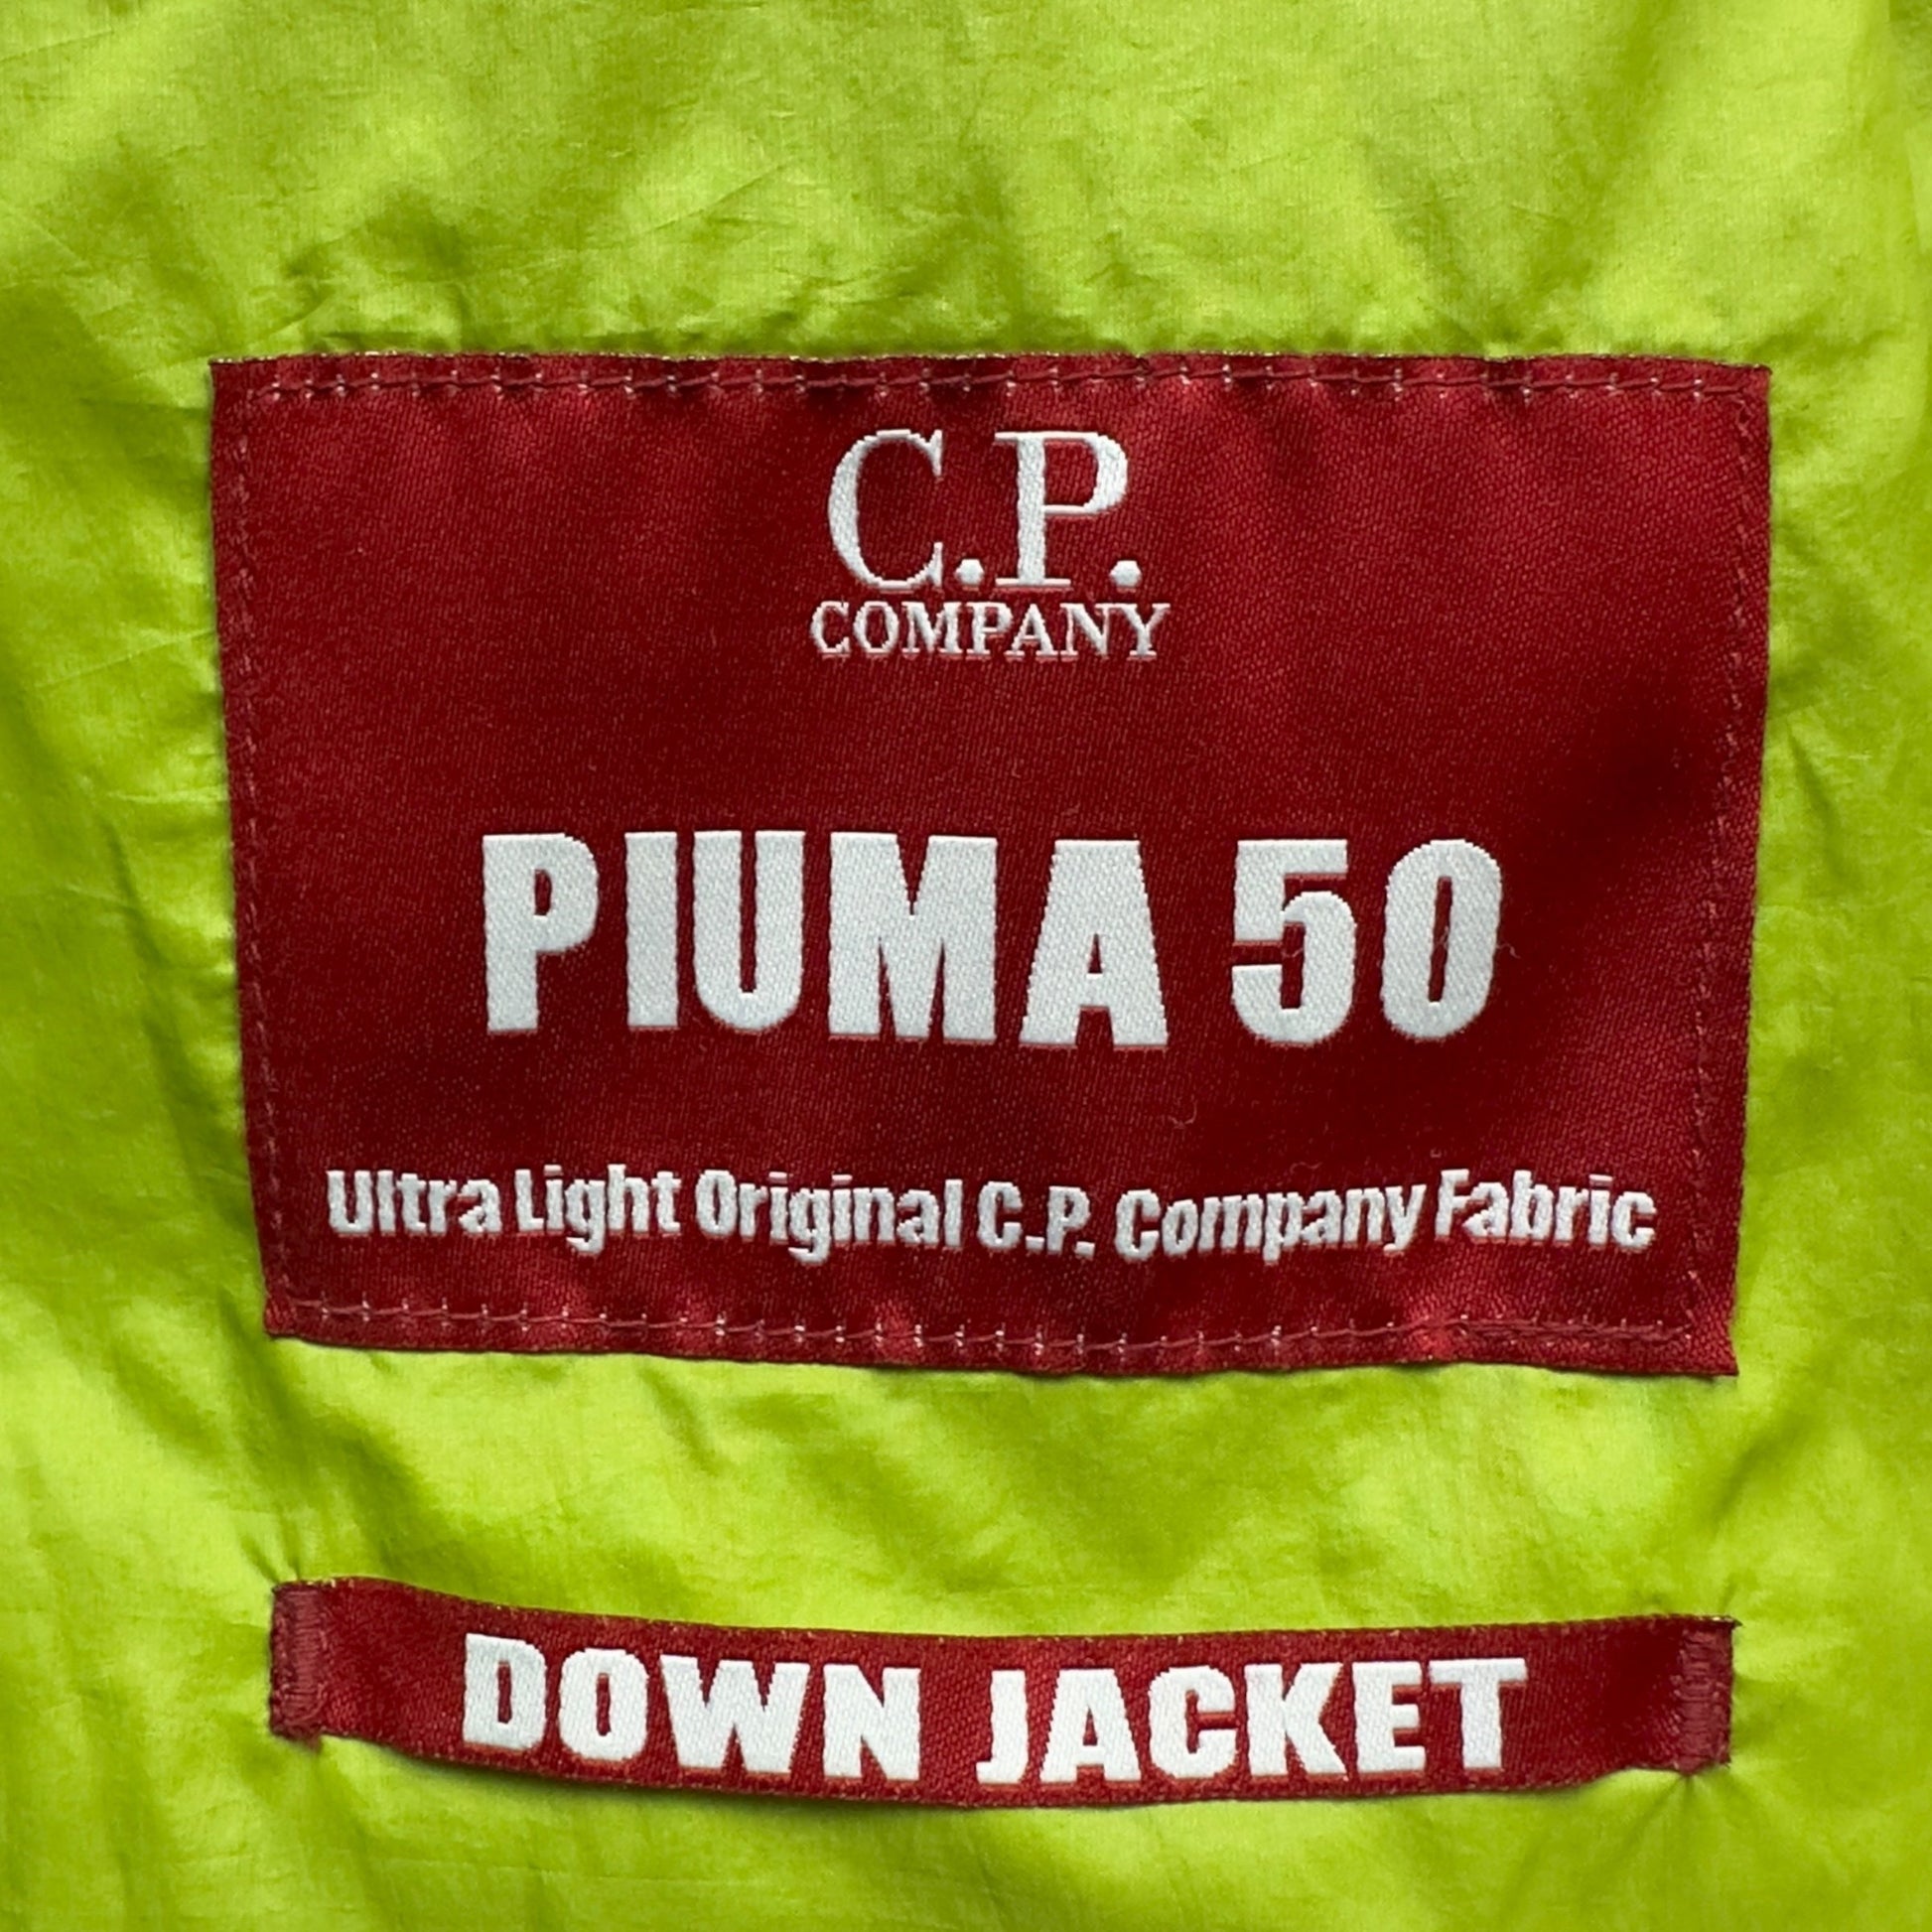 C.P.
COMPANY
PIUMA 50
Ultra Light Original C.P. Company Fabric
DOWN JACKET